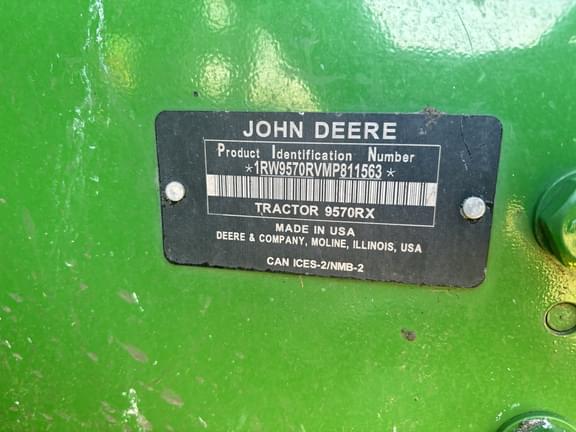 JOHN DEERE
Product Identification Number
*1RW9570RVMP811563*
TRACTOR 9570RX
MADE IN USA
DEERE & COMPANY, MOLINE, ILLINOIS, USA
CAN ICES-2/NMB-2